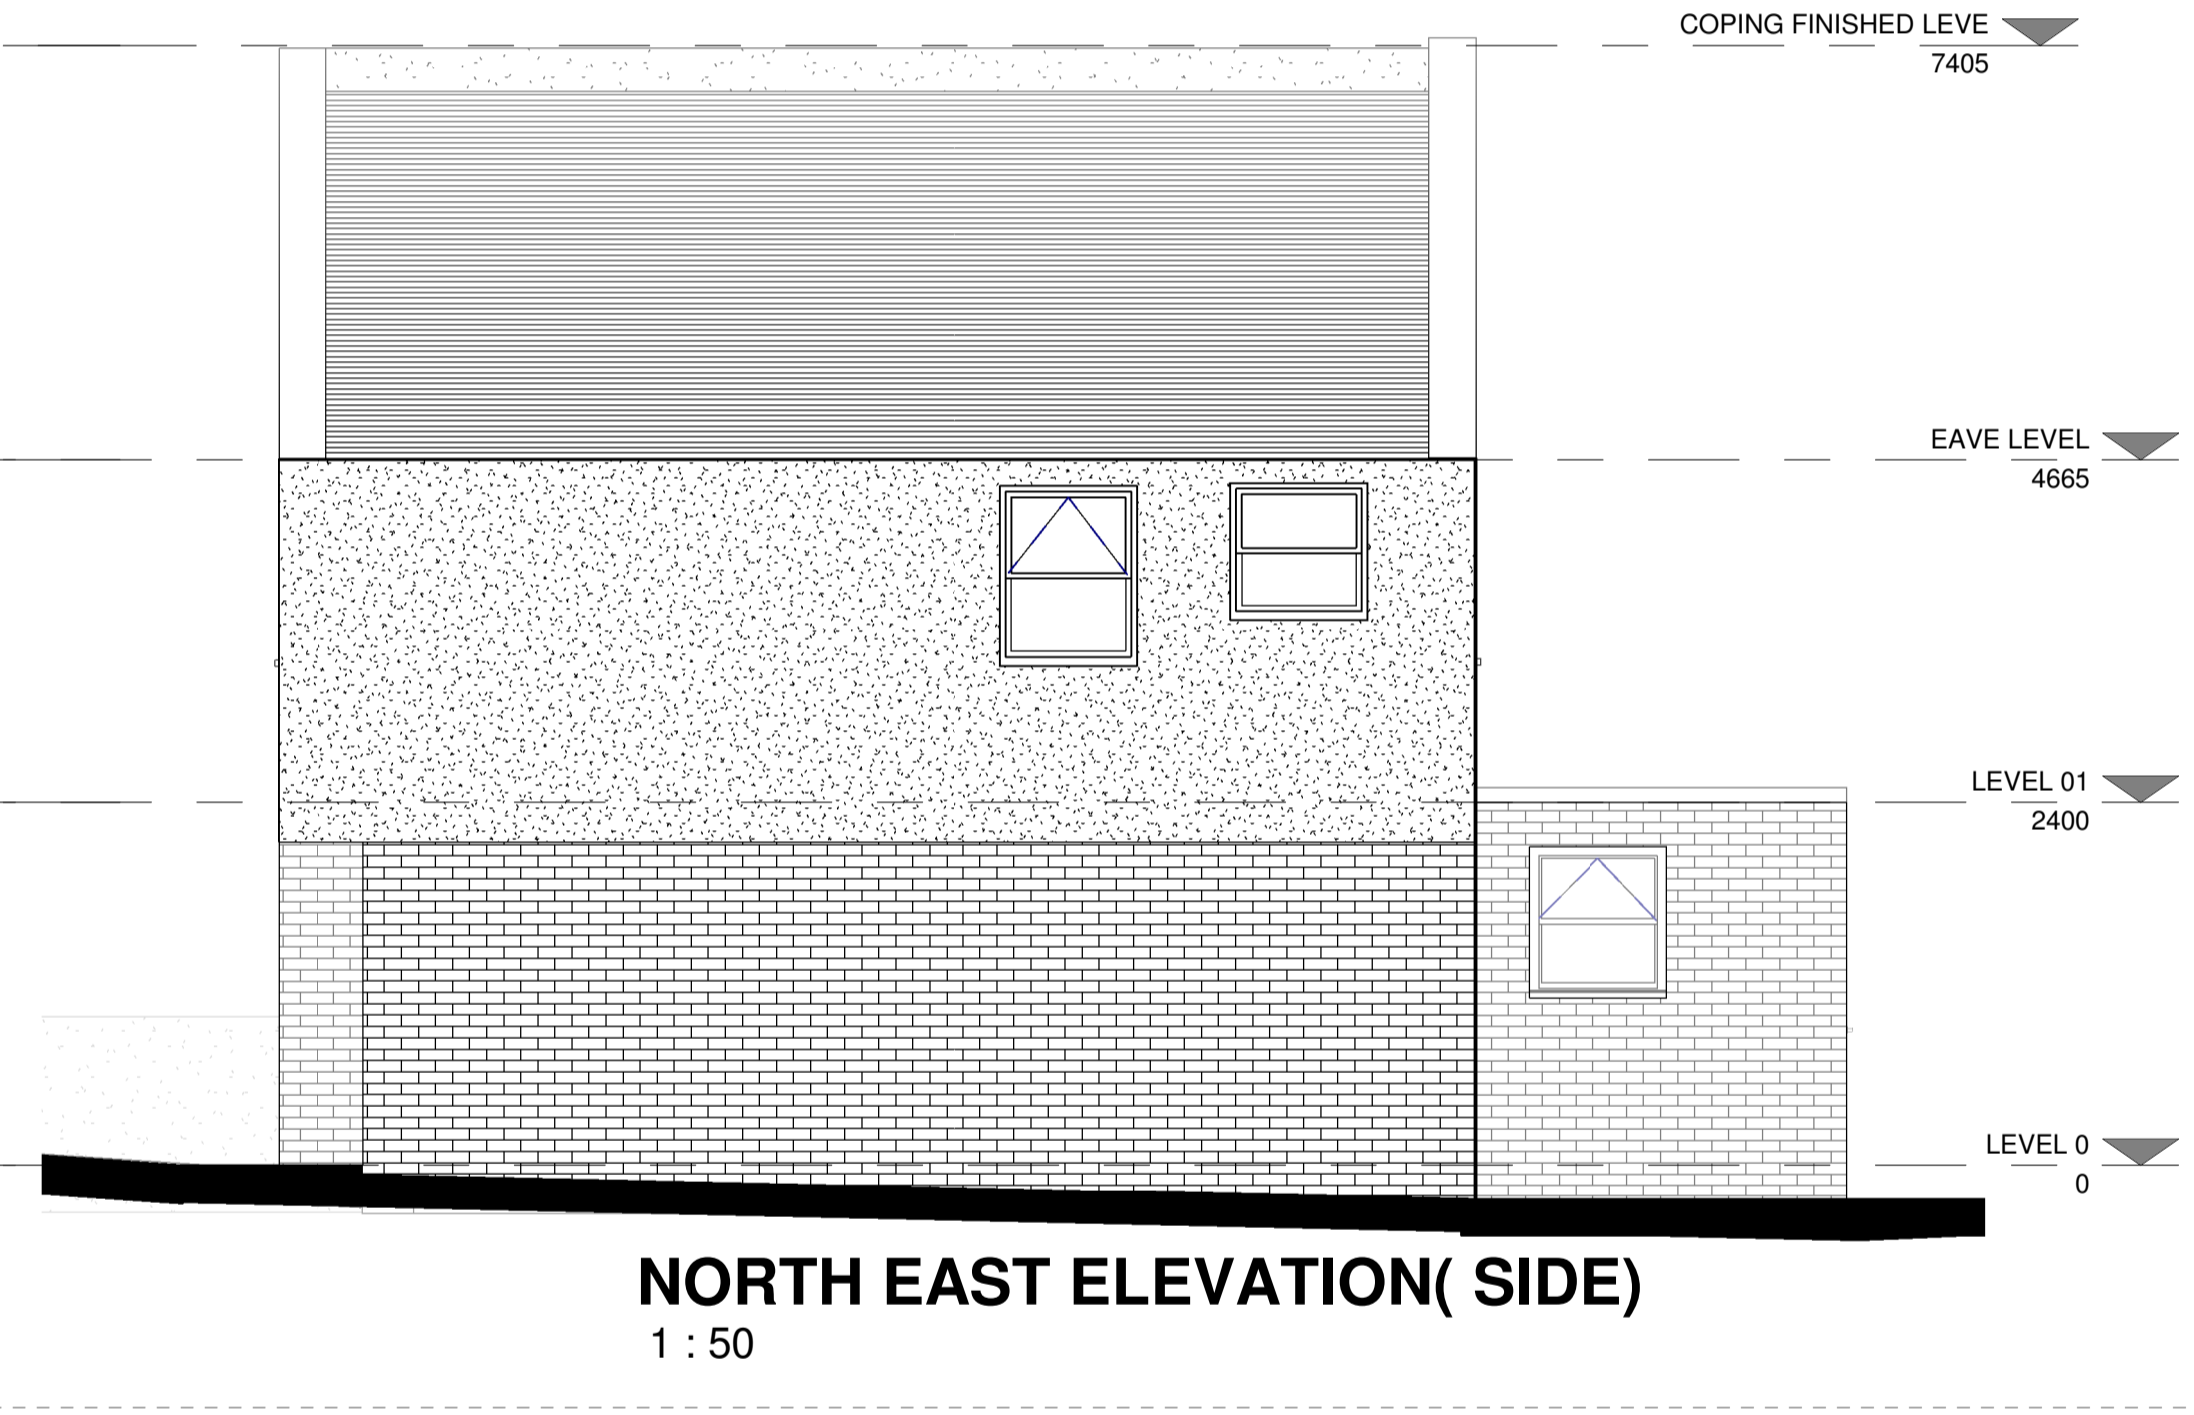 COPING FINISHED LEVE
7405
EAVE LEVEL
4665
LEVEL 01
2400
LEVEL 0
0
NORTH EAST ELEVATION( SIDE)
1 : 50